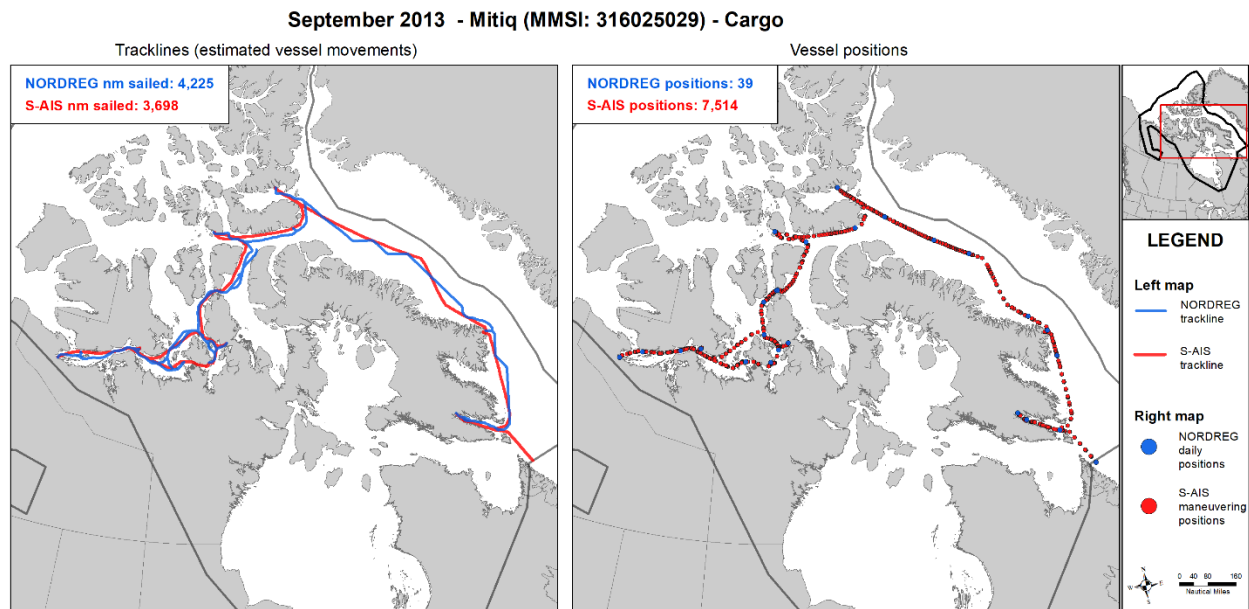 September 2013 - Mitiq (MMSI: 316025029) - Cargo
Tracklines (estimated vessel movements)
Vessel positions
NORDREG nm sailed: 4,225
S-AIS nm sailed: 3,698
NORDREG positions: 39
S-AIS positions: 7,514
LEGEND
Left map
NORDREG
trackline
S-AIS
trackline
Right map
NORDREG
daily
positions
S-AIS
maneuvering
positions
N
W
E
S
0 40 80 160
Nautical Miles